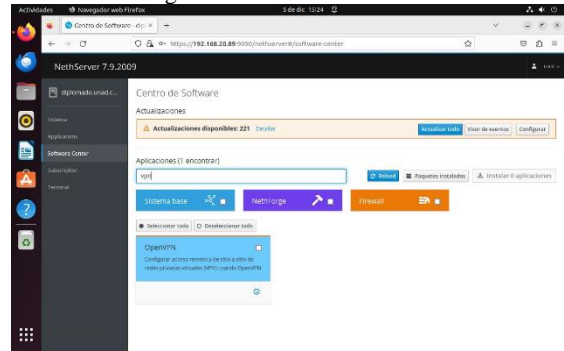 Actividades Navegador web Firefox 5 de dic 15:24
Centro de Software - dip
https://192.168.20.89:9090/nethserver#/software-center
NethServer 7.9.2009
diplomado.unad.c...
Centro de Software
Sistema
Applications
Software Center
Subscription
Terminal
Actualizaciones
Actualizaciones disponibles: 221 Detalles Actualizar todo Visor de eventos Configurar
Aplicaciones (1 encontrar)
vpn Reload Paquetes instalados Instalar 0 aplicaciones
Sistema base NethForge Firewall
Seleccionar todo Deseleccionar todo
OpenVPN
Configurar acceso remoto y de sitio a sitio de
redes privadas virtuales (VPN) usando OpenVPN